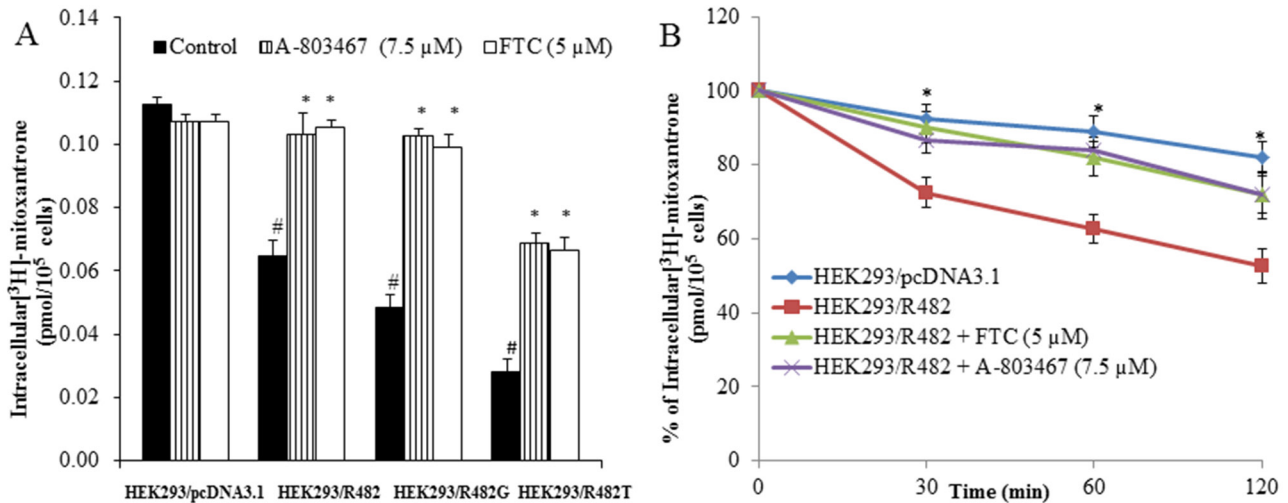 A
Control A-803467 (7.5 µM) FTC (5 µM)
Intracellular[³H]-mitoxantrone
(pmol/10⁵ cells)
0.14
0.12
0.10
0.08
0.06
0.04
0.02
0.00
# * *
# * *
# * *
HEK293/pcDNA3.1 HEK293/R482 HEK293/R482G HEK293/R482T
B
% of Intracellular[³H]-mitoxantrone
(pmol/10⁵ cells)
120
100
80
60
40
20
0
* * *
HEK293/pcDNA3.1
HEK293/R482
HEK293/R482 + FTC (5 µM)
HEK293/R482 + A-803467 (7.5 µM)
0 30 60 120
Time (min)